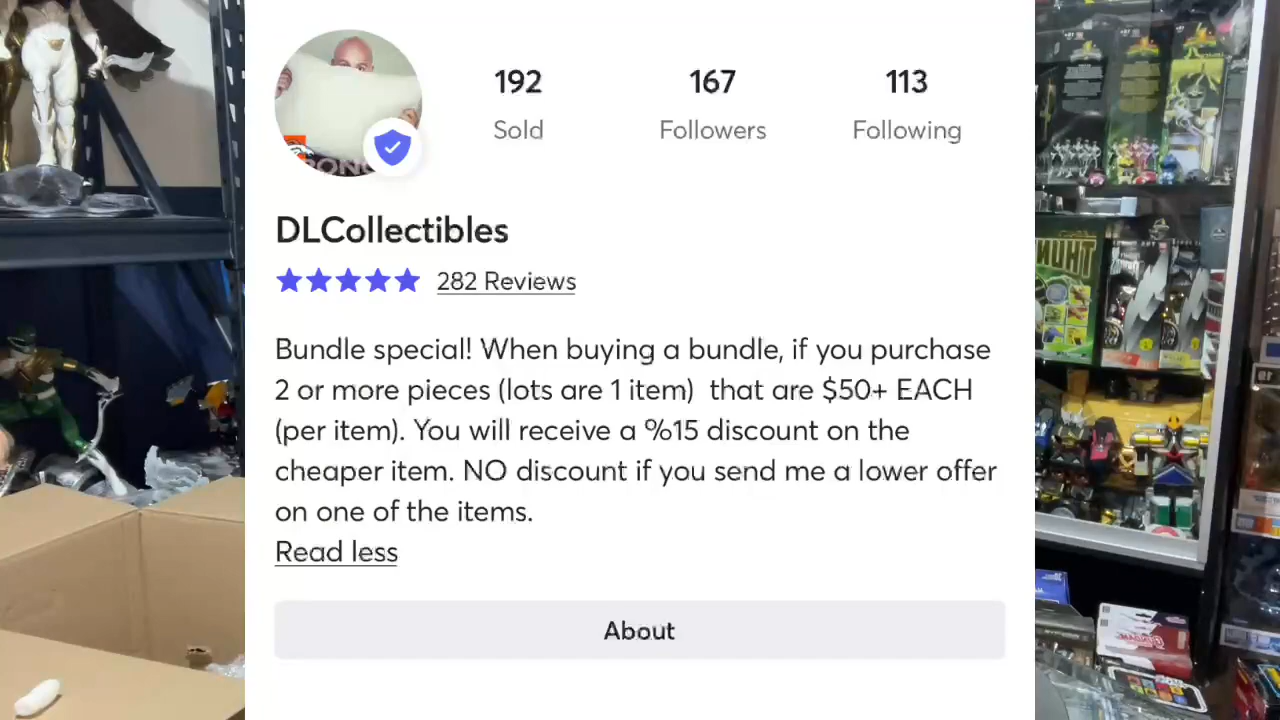 192
167
113
Sold
Followers
Following
DLCollectibles
282 Reviews
Bundle special! When buying a bundle, if you purchase
2 or more pieces (lots are 1 item)  that are $50+ EACH
(per item). You will receive a %15 discount on the
cheaper item. NO discount if you send me a lower offer
on one of the items.
Read less
About